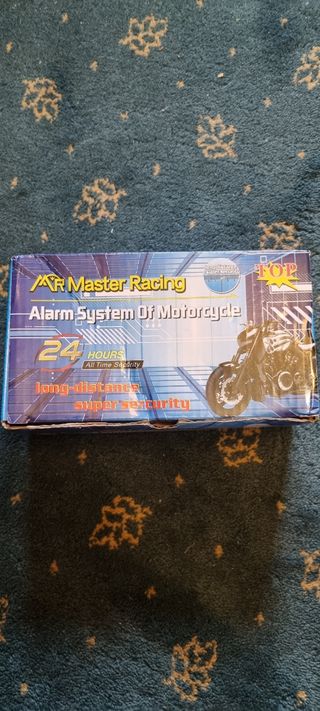 MR Master Racing
TOP
Alarm System Of Motorcycle
24 HOURS
All Time Security
long-distance
super security